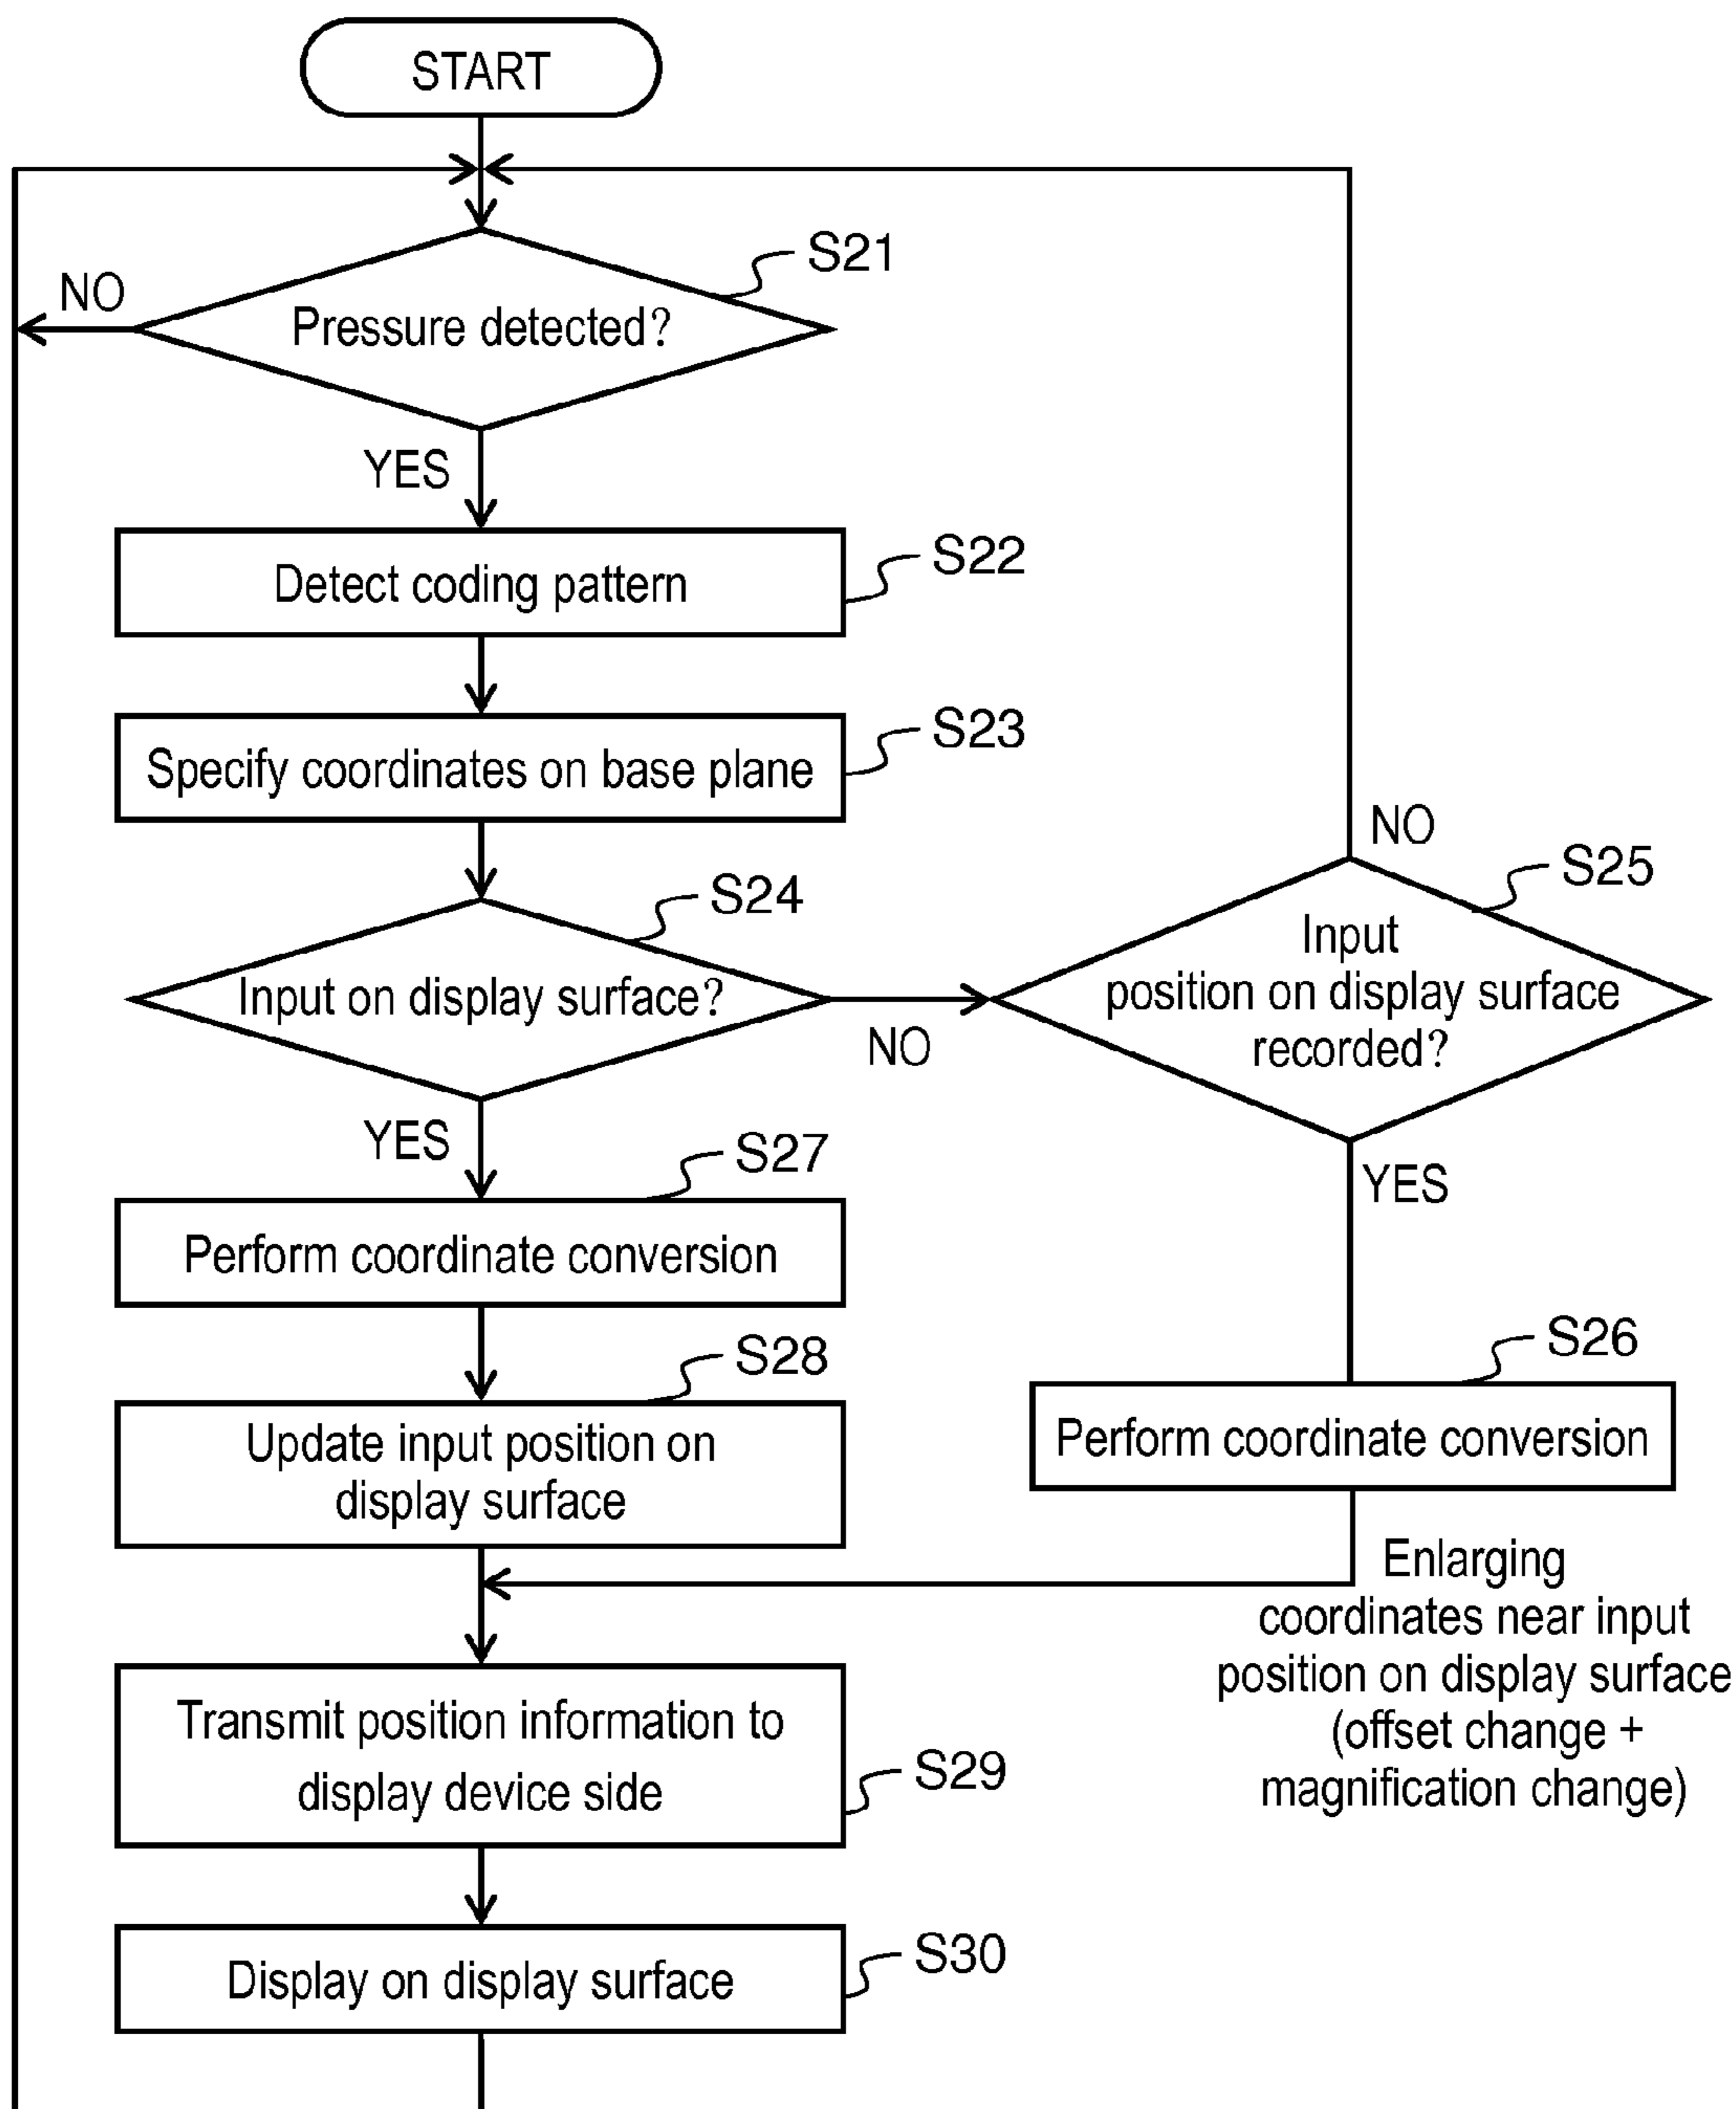 START
S21
NO
Pressure detected?
YES
S22
Detect coding pattern
S23
Specify coordinates on base plane
NO
S24
S25
Input on display surface?
Input
position on display surface
recorded?
NO
YES
YES
S27
Perform coordinate conversion
S26
Perform coordinate conversion
S28
Update input position on
display surface
Enlarging
coordinates near input
position on display surface
(offset change +
magnification change)
Transmit position information to
display device side
S29
Display on display surface
S30